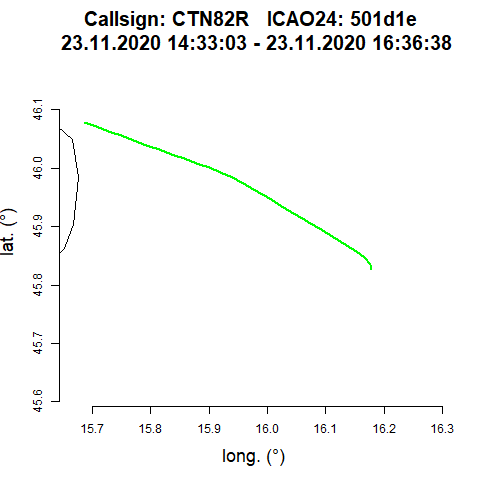 Callsign: CTN82R ICAO24: 501d1e
23.11.2020 14:33:03 - 23.11.2020 16:36:38
46.1
46.0
45.9
45.8
45.7
45.6
lat. (°)
15.7 15.8 15.9 16.0 16.1 16.2 16.3
long. (°)